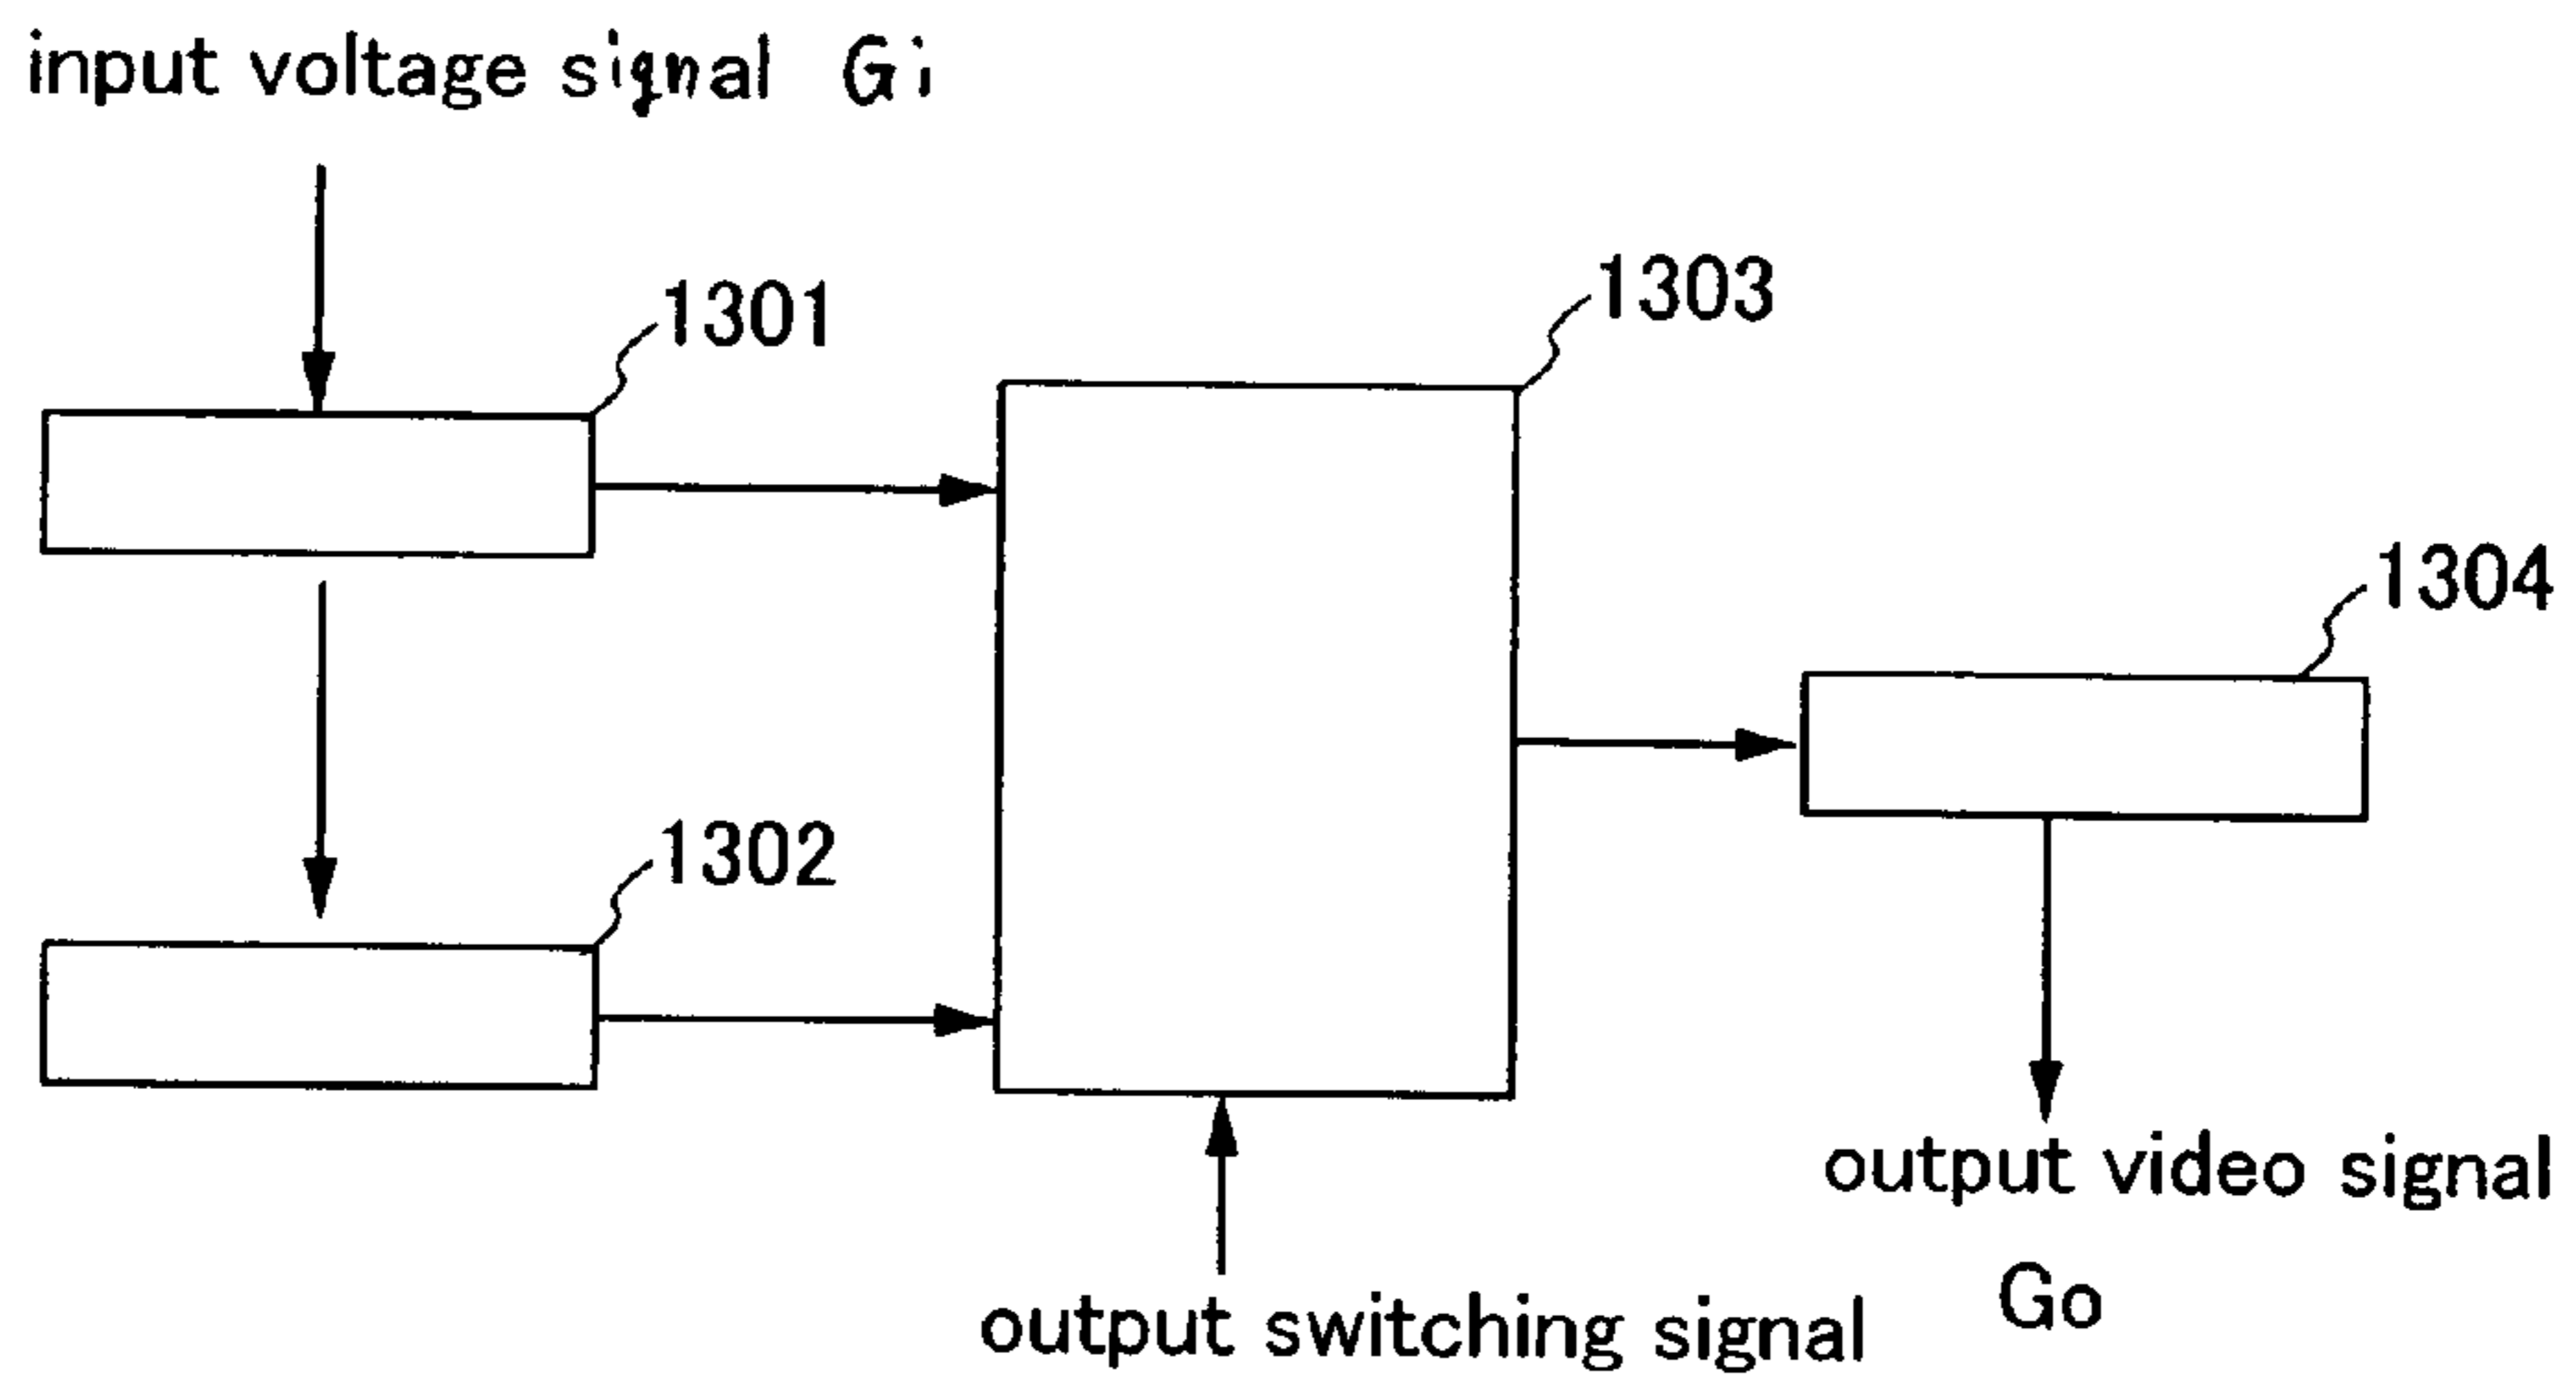 input voltage signal Gi
1301
1303
1304
1302
output video signal
Go
output switching signal